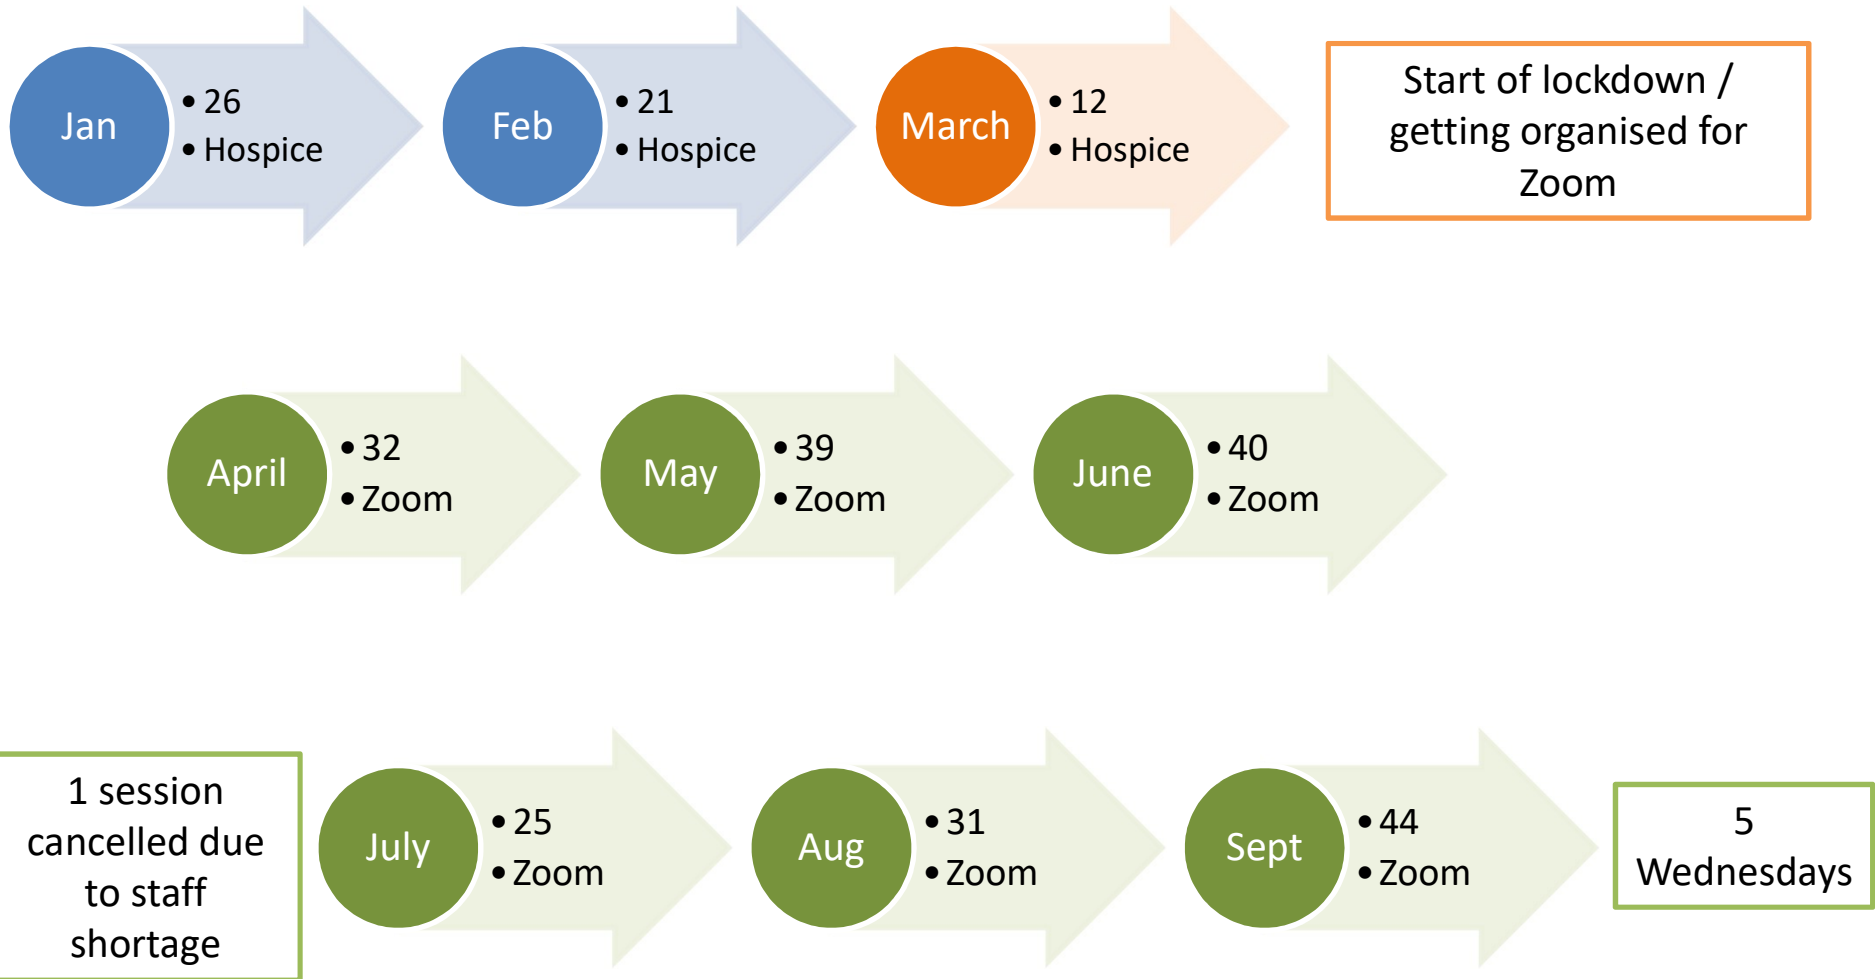 Jan
• 26
• Hospice
Feb
• 21
• Hospice
March
• 12
• Hospice
Start of lockdown /
getting organised for
Zoom
April
• 32
• Zoom
May
• 39
• Zoom
June
• 40
• Zoom
1 session
cancelled due
to staff
shortage
July
• 25
• Zoom
Aug
• 31
• Zoom
Sept
• 44
• Zoom
5
Wednesdays